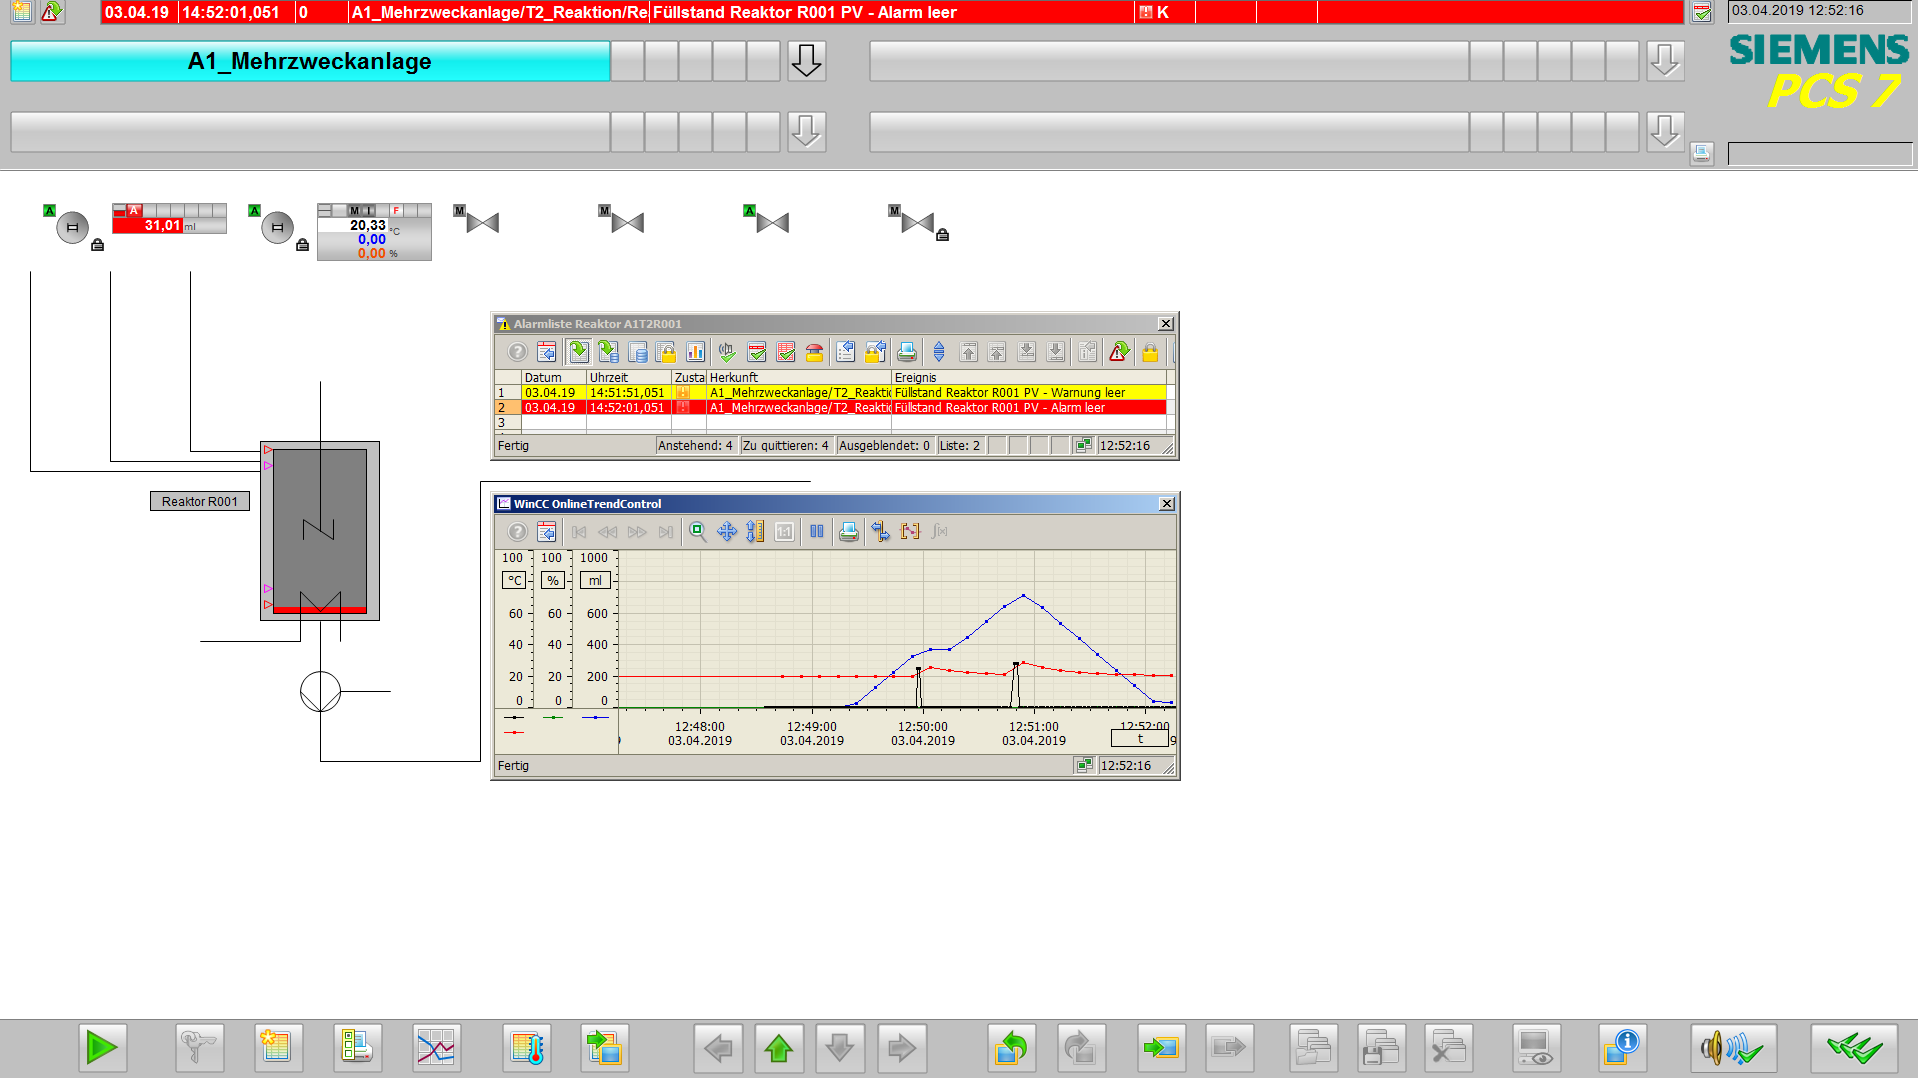 03.04.19 14:52:01,051 0 A1_Mehrzweckanlage/T2_Reaktion/Re Füllstand Reaktor R001 PV - Alarm leer K
03.04.2019 12:52:16
A1_Mehrzweckanlage
SIEMENS
PCS 7
A
A
31,01 ml
A
M I F
20,33 °C
0,00
0,00 %
M
M
A
M
Alarmliste Reaktor A1T2R001
Datum Uhrzeit Zusta Herkunft Ereignis
1 03.04.19 14:51:51,051 A1_Mehrzweckanlage/T2_Reaktio Füllstand Reaktor R001 PV - Warnung leer
2 03.04.19 14:52:01,051 A1_Mehrzweckanlage/T2_Reaktio Füllstand Reaktor R001 PV - Alarm leer
3
Fertig Anstehend: 4 Zu quittieren: 4 Ausgeblendet: 0 Liste: 2 12:52:16
Reaktor R001
WinCC OnlineTrendControl
1:1
100 100 1000
°C % ml
60 60 600
40 40 400
20 20 200
0 0 0
12:48:00 12:49:00 12:50:00 12:51:00 12:52:00
03.04.2019 03.04.2019 03.04.2019 03.04.2019 t
Fertig 12:52:16